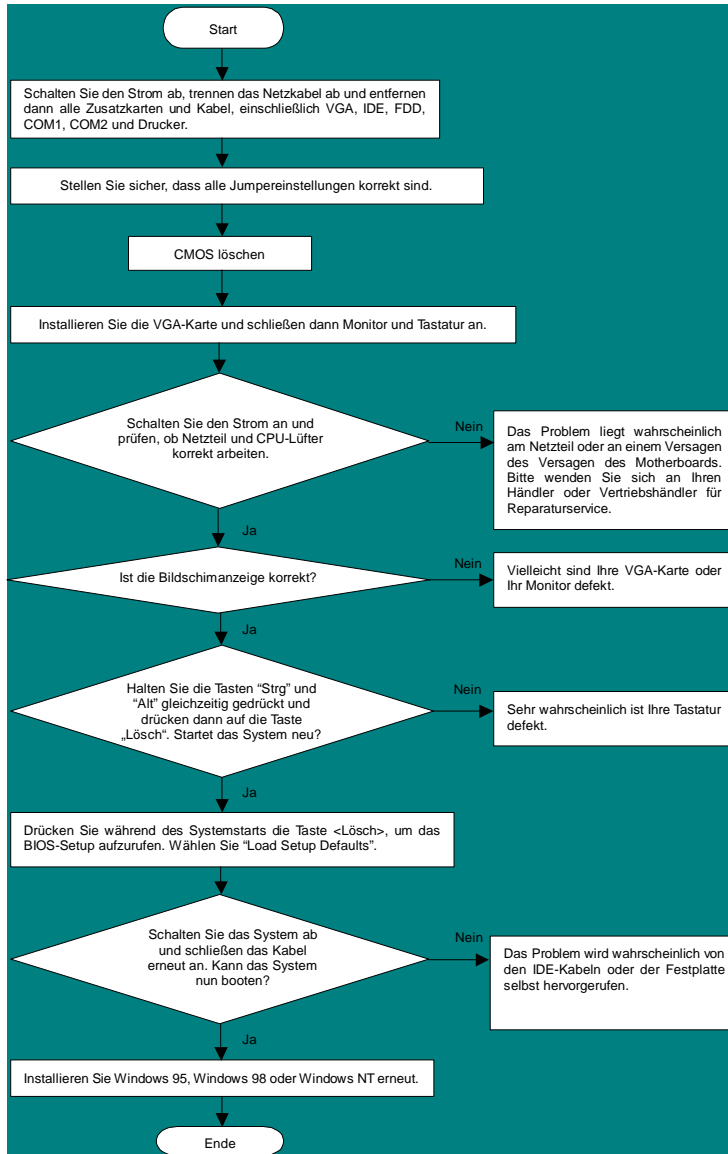 Start
Schalten Sie den Strom ab, trennen das Netzkabel ab und entfernen
dann alle Zusatzkarten und Kabel, einschließlich VGA, IDE, FDD,
COM1, COM2 und Drucker.
Stellen Sie sicher, dass alle Jumpereinstellungen korrekt sind.
CMOS löschen
Installieren Sie die VGA-Karte und schließen dann Monitor und Tastatur an.
Schalten Sie den Strom an und
prüfen, ob Netzteil und CPU-Lüfter
korrekt arbeiten.
Nein
Das Problem liegt wahrscheinlich
am Netzteil oder an einem Versagen
des Versagen des Motherboards.
Bitte wenden Sie sich an Ihren
Händler oder Vertriebshändler für
Reparaturservice.
Ja
Ist die Bildschimanzeige korrekt?
Nein
Vielleicht sind Ihre VGA-Karte oder
Ihr Monitor defekt.
Ja
Halten Sie die Tasten “Strg” und
“Alt” gleichzeitig gedrückt und
drücken dann auf die Taste
„Lösch“. Startet das System neu?
Nein
Sehr wahrscheinlich ist Ihre Tastatur
defekt.
Ja
Drücken Sie während des Systemstarts die Taste <Lösch>, um das
BIOS-Setup aufzurufen. Wählen Sie “Load Setup Defaults”.
Schalten Sie das System ab
und schließen das Kabel
erneut an. Kann das System
nun booten?
Nein
Das Problem wird wahrscheinlich von
den IDE-Kabeln oder der Festplatte
selbst hervorgerufen.
Ja
Installieren Sie Windows 95, Windows 98 oder Windows NT erneut.
Ende